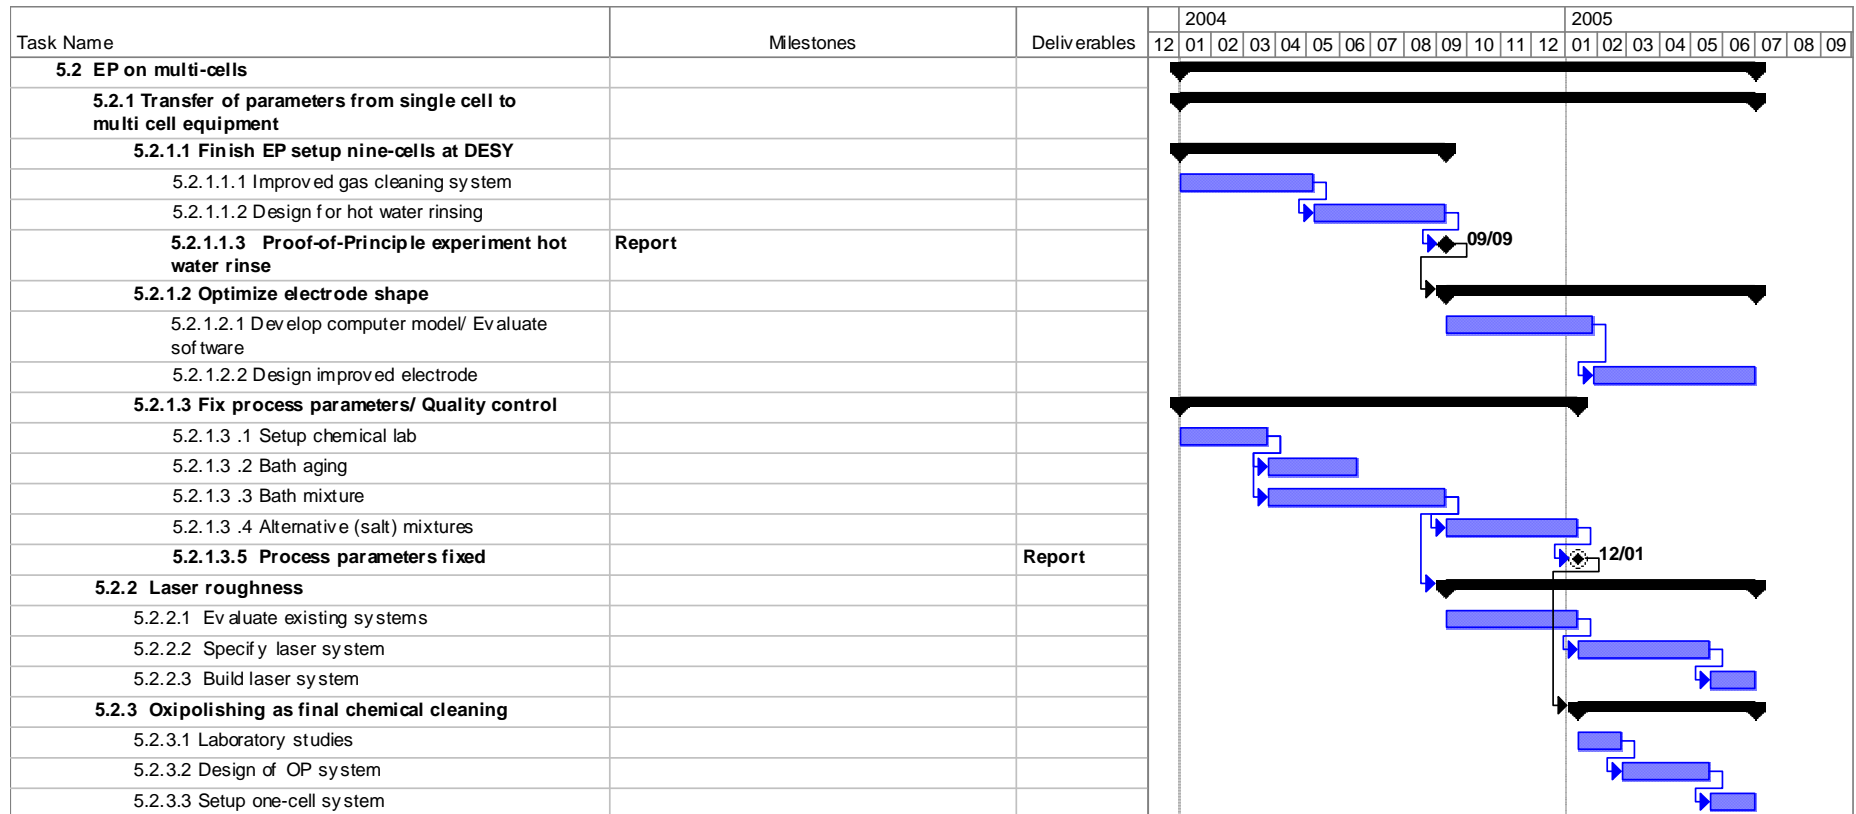 2004 2005
Task Name Milestones Deliverables 12 01 02 03 04 05 06 07 08 09 10 11 12 01 02 03 04 05 06 07 08 09
5.2 EP on multi-cells
5.2.1 Transfer of parameters from single cell to
multi cell equipment
5.2.1.1 Finish EP setup nine-cells at DESY
5.2.1.1.1 Improved gas cleaning system
5.2.1.1.2 Design for hot water rinsing
5.2.1.1.3 Proof-of-Principle experiment hot Report 09/09
water rinse
5.2.1.2 Optimize electrode shape
5.2.1.2.1 Develop computer model/ Evaluate
software
5.2.1.2.2 Design improved electrode
5.2.1.3 Fix process parameters/ Quality control
5.2.1.3 .1 Setup chemical lab
5.2.1.3 .2 Bath aging
5.2.1.3 .3 Bath mixture
5.2.1.3 .4 Alternative (salt) mixtures
5.2.1.3.5 Process parameters fixed Report 12/01
5.2.2 Laser roughness
5.2.2.1 Evaluate existing systems
5.2.2.2 Specify laser system
5.2.2.3 Build laser system
5.2.3 Oxipolishing as final chemical cleaning
5.2.3.1 Laboratory studies
5.2.3.2 Design of OP system
5.2.3.3 Setup one-cell system